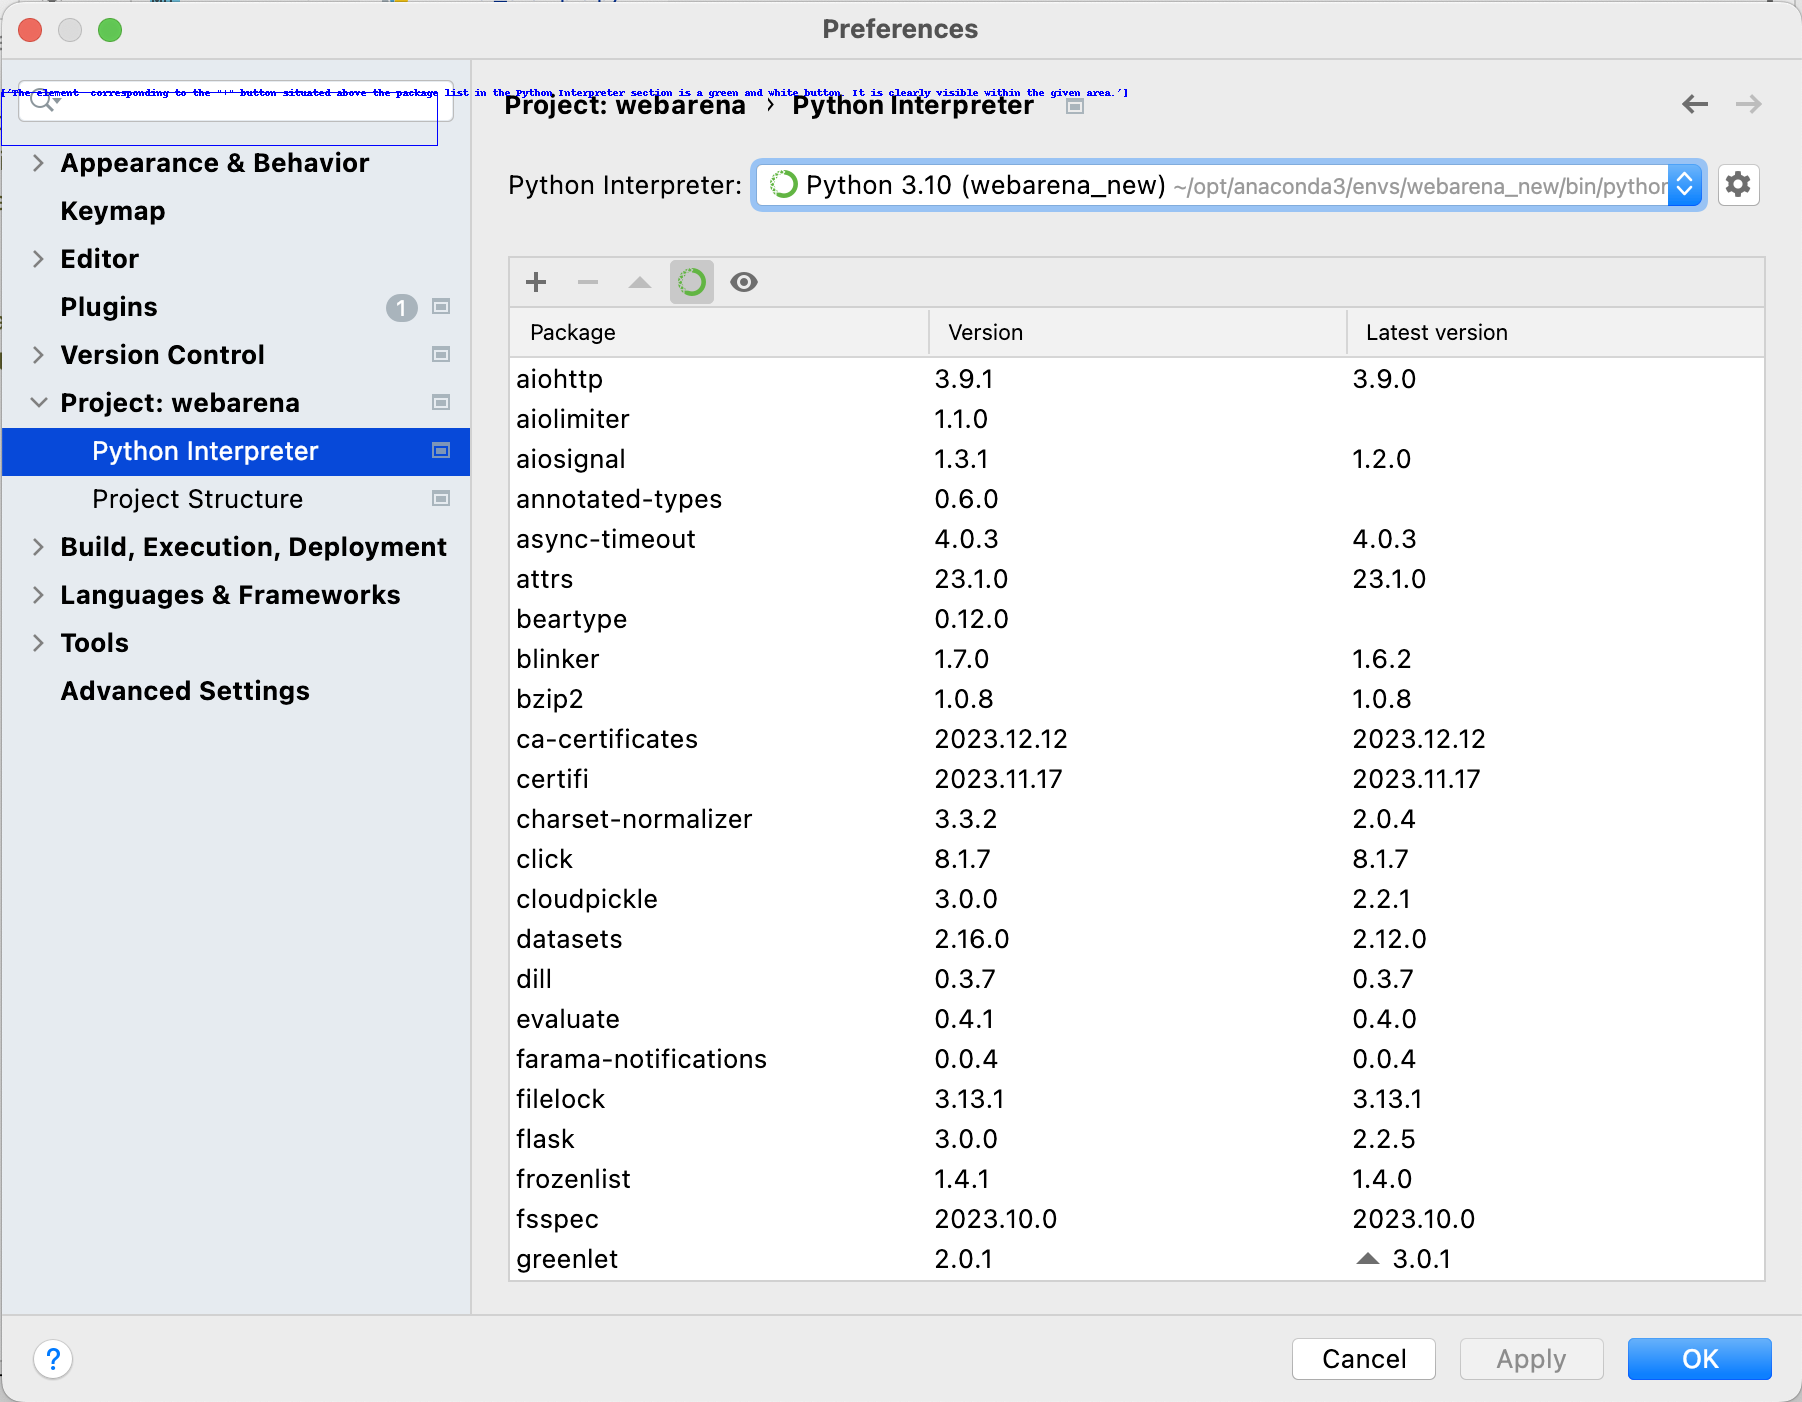 Preferences
['The element  corresponding to the "+" button situated above the package list in the Python Interpreter section is a green and white button. It is clearly visible within the given area.']
Project: webarena › Python Interpreter
Appearance & Behavior
Keymap
Editor
Plugins 1
Version Control
Project: webarena
Python Interpreter
Project Structure
Build, Execution, Deployment
Languages & Frameworks
Tools
Advanced Settings
Python Interpreter: Python 3.10 (webarena_new) ~/opt/anaconda3/envs/webarena_new/bin/python
Package Version Latest version
aiohttp 3.9.1 3.9.0
aiolimiter 1.1.0
aiosignal 1.3.1 1.2.0
annotated-types 0.6.0
async-timeout 4.0.3 4.0.3
attrs 23.1.0 23.1.0
beartype 0.12.0
blinker 1.7.0 1.6.2
bzip2 1.0.8 1.0.8
ca-certificates 2023.12.12 2023.12.12
certifi 2023.11.17 2023.11.17
charset-normalizer 3.3.2 2.0.4
click 8.1.7 8.1.7
cloudpickle 3.0.0 2.2.1
datasets 2.16.0 2.12.0
dill 0.3.7 0.3.7
evaluate 0.4.1 0.4.0
farama-notifications 0.0.4 0.0.4
filelock 3.13.1 3.13.1
flask 3.0.0 2.2.5
frozenlist 1.4.1 1.4.0
fsspec 2023.10.0 2023.10.0
greenlet 2.0.1 3.0.1
? Cancel Apply OK